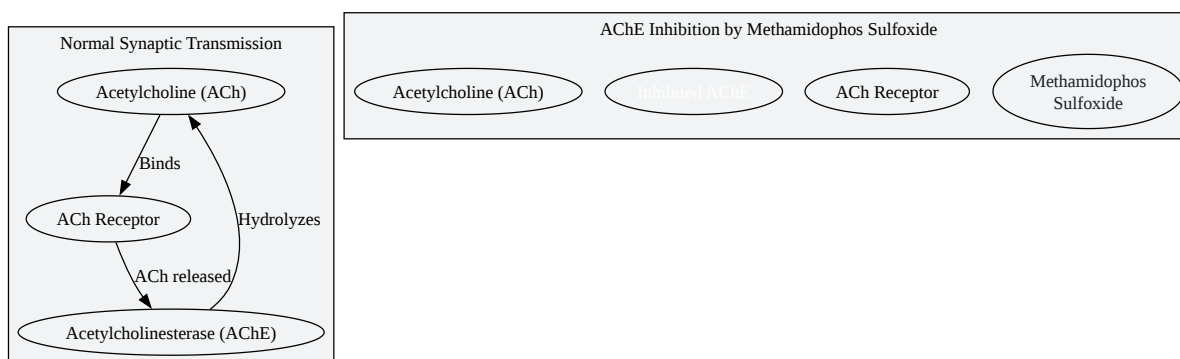 Normal Synaptic Transmission
Acetylcholine (ACh)
Binds
ACh Receptor
ACh released
Hydrolyzes
Acetylcholinesterase (AChE)
AChE Inhibition by Methamidophos Sulfoxide
Acetylcholine (ACh)
Inhibited AChE
ACh Receptor
Methamidophos
Sulfoxide